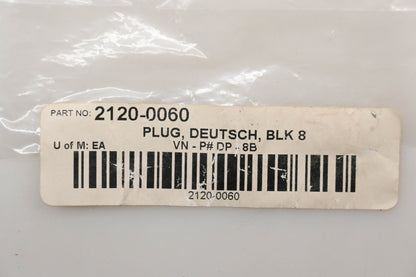 PART NO: 2120-0060
PLUG, DEUTSCH, BLK 8
U of M: EA VN - P# DP - 8B
2120-0060